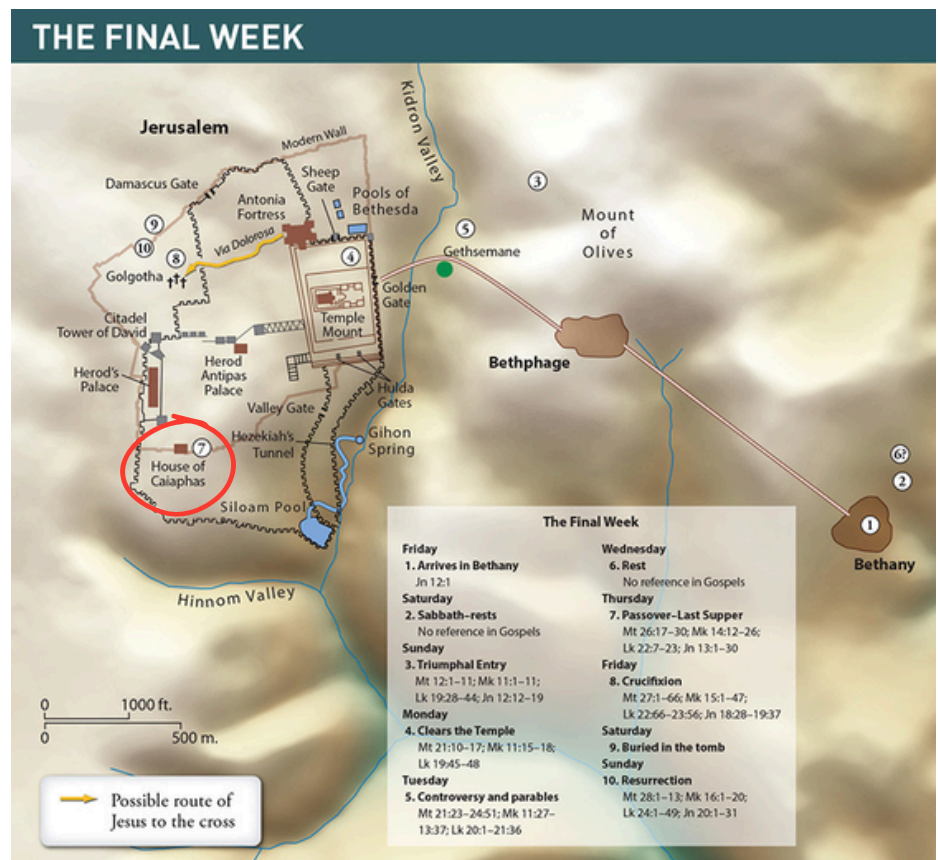 THE FINAL WEEK
Jerusalem
Modern Wall
Kidron Valley
Damascus Gate
Sheep
Gate
Pools of
Bethesda
Antonia
Fortress
3
Mount
of
Olives
9
10
8
Via Dolorosa
4
5
Gethsemane
Golgotha
Golden
Gate
Citadel
Tower of David
Temple
Mount
Bethphage
Herod's
Palace
Herod
Antipas
Palace
Hulda
Gates
Valley Gate
Hezekiah's
Tunnel
Gihon
Spring
7
House of
Caiaphas
6?
2
1
Bethany
Siloam Pool
Hinnom Valley
The Final Week
Friday
1. Arrives in Bethany
Jn 12:1
Saturday
2. Sabbath–rests
No reference in Gospels
Sunday
3. Triumphal Entry
Mt 12:1–11; Mk 11:1–11;
Lk 19:28–44; Jn 12:12–19
Monday
4. Clears the Temple
Mt 21:10–17; Mk 11:15–18;
Lk 19:45–48
Tuesday
5. Controversy and parables
Mt 21:23–24:51; Mk 11:27–
13:37; Lk 20:1–21:36
Wednesday
6. Rest
No reference in Gospels
Thursday
7. Passover–Last Supper
Mt 26:17–30; Mk 14:12–26;
Lk 22:7–23; Jn 13:1–30
Friday
8. Crucifixion
Mt 27:1–66; Mk 15:1–47;
Lk 22:66–23:56; Jn 18:28–19:37
Saturday
9. Buried in the tomb
Sunday
10. Resurrection
Mt 28:1–13; Mk 16:1–20;
Lk 24:1–49; Jn 20:1–31
0 1000 ft.
0 500 m.
Possible route of
Jesus to the cross